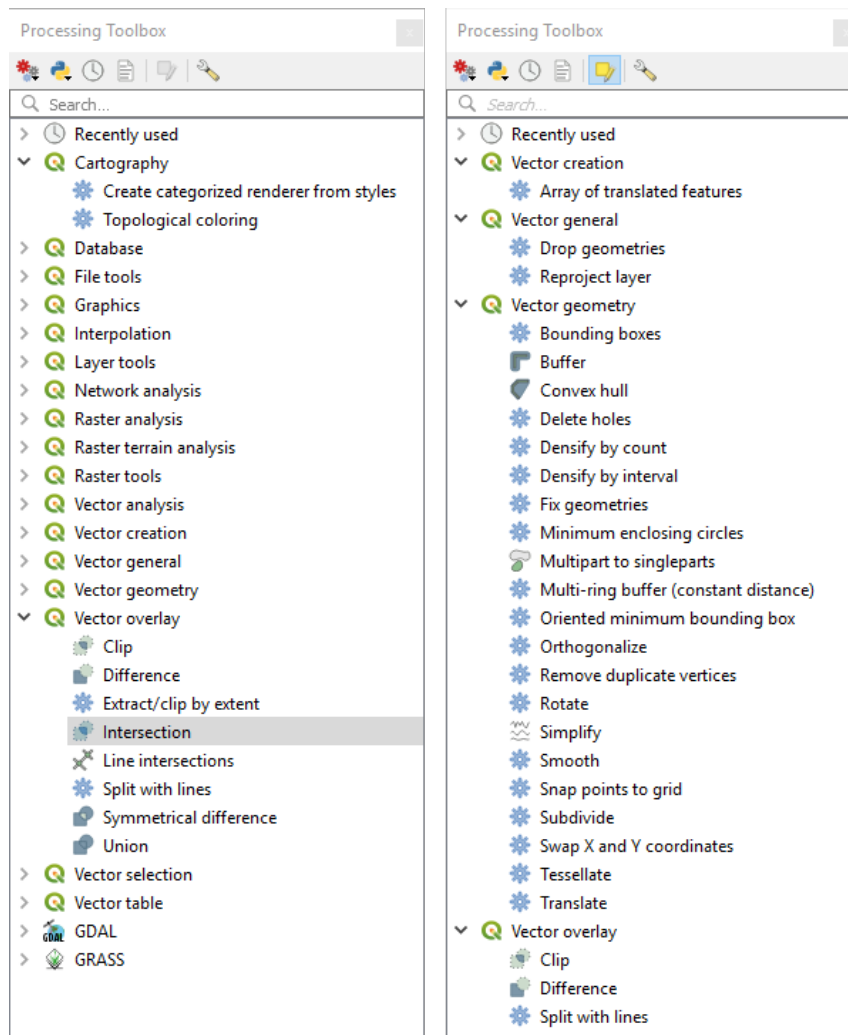 Processing Toolbox
x
Search...
Recently used
Cartography
Create categorized renderer from styles
Topological coloring
Database
File tools
Graphics
Interpolation
Layer tools
Network analysis
Raster analysis
Raster terrain analysis
Raster tools
Vector analysis
Vector creation
Vector general
Vector geometry
Vector overlay
Clip
Difference
Extract/clip by extent
Intersection
Line intersections
Split with lines
Symmetrical difference
Union
Vector selection
Vector table
GDAL
GDAL
GRASS
Processing Toolbox
Search...
Recently used
Vector creation
Array of translated features
Vector general
Drop geometries
Reproject layer
Vector geometry
Bounding boxes
Buffer
Convex hull
Delete holes
Densify by count
Densify by interval
Fix geometries
Minimum enclosing circles
Multipart to singleparts
Multi-ring buffer (constant distance)
Oriented minimum bounding box
Orthogonalize
Remove duplicate vertices
Rotate
Simplify
Smooth
Snap points to grid
Subdivide
Swap X and Y coordinates
Tessellate
Translate
Vector overlay
Clip
Difference
Split with lines